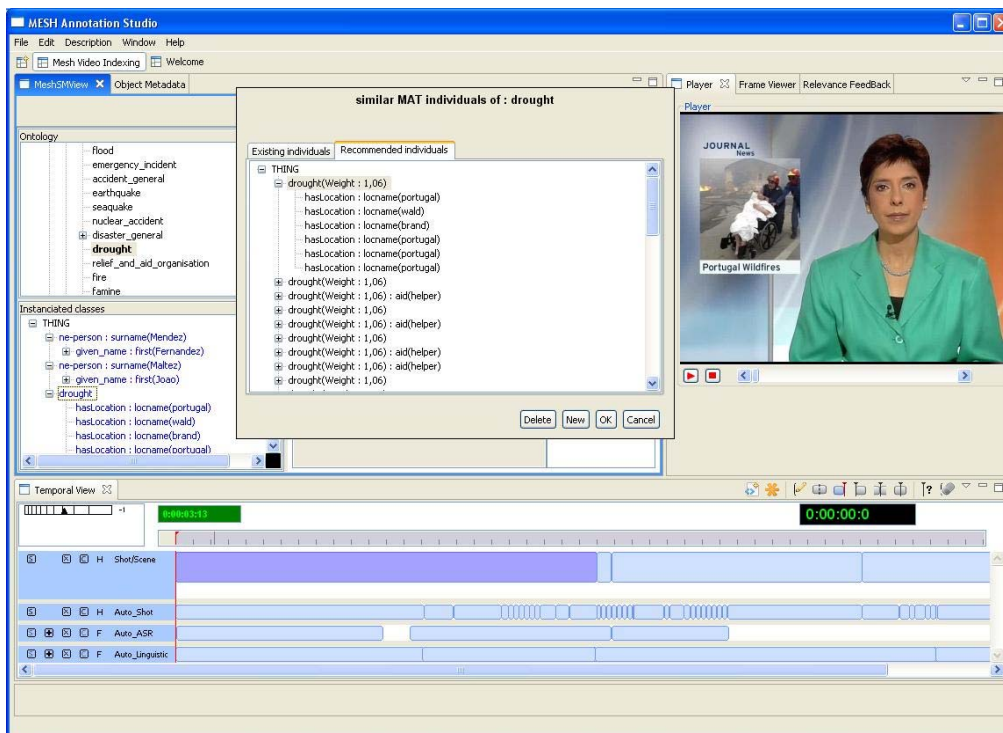 MESH Annotation Studio
File Edit Description Window Help
Mesh Video Indexing Welcome
MeshSMView Object Metadata
Ontology
flood
emergency_incident
accident_general
earthquake
seaquake
nuclear_accident
disaster_general
drought
relief_and_aid_organisation
fire
famine
Instanciated classes
THING
ne-person : surname(Mendez)
given_name : first(Fernandez)
ne-person : surname(Maltez)
given_name : first(Joao)
drought
hasLocation : locname(portugal)
hasLocation : locname(wald)
hasLocation : locname(brand)
hasLocation : locname(portugal)
similar MAT individuals of : drought
Existing individuals Recommended individuals
THING
drought(Weight : 1,06)
hasLocation : locname(portugal)
hasLocation : locname(wald)
hasLocation : locname(brand)
hasLocation : locname(portugal)
hasLocation : locname(portugal)
hasLocation : locname(portugal)
drought(Weight : 1,06)
drought(Weight : 1,06) : aid(helper)
drought(Weight : 1,06)
drought(Weight : 1,06) : aid(helper)
drought(Weight : 1,06)
drought(Weight : 1,06) : aid(helper)
drought(Weight : 1,06) : aid(helper)
drought(Weight : 1,06)
Delete New OK Cancel
Player Frame Viewer Relevance FeedBack
Player
JOURNAL
News
Portugal Wildfires
Temporal View
-1
0:00:03:13
0:00:00:0
H Shot/Scene
H Auto_Shot
F Auto_ASR
F Auto_Linguistic